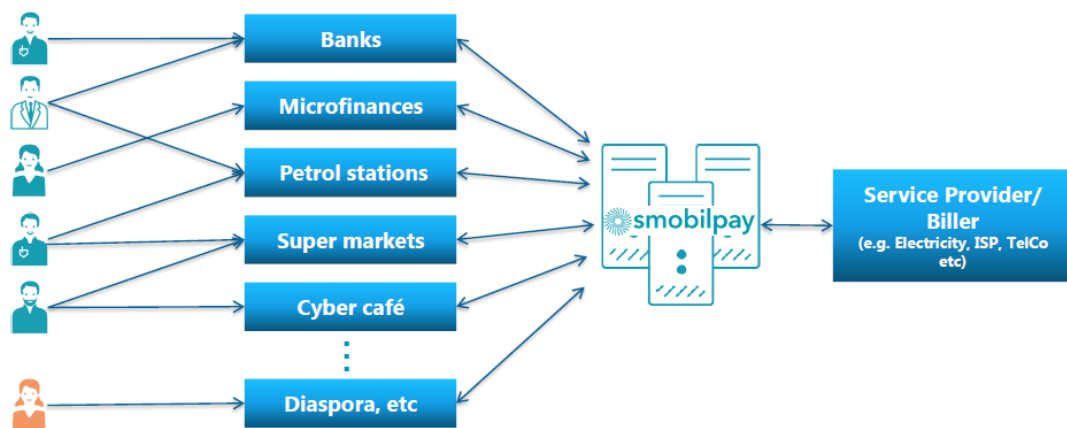 Banks
Microfinances
Petrol stations
Super markets
Cyber café
Diaspora, etc
smobilpay
Service Provider/
Biller
(e.g. Electricity, ISP, TelCo
etc)